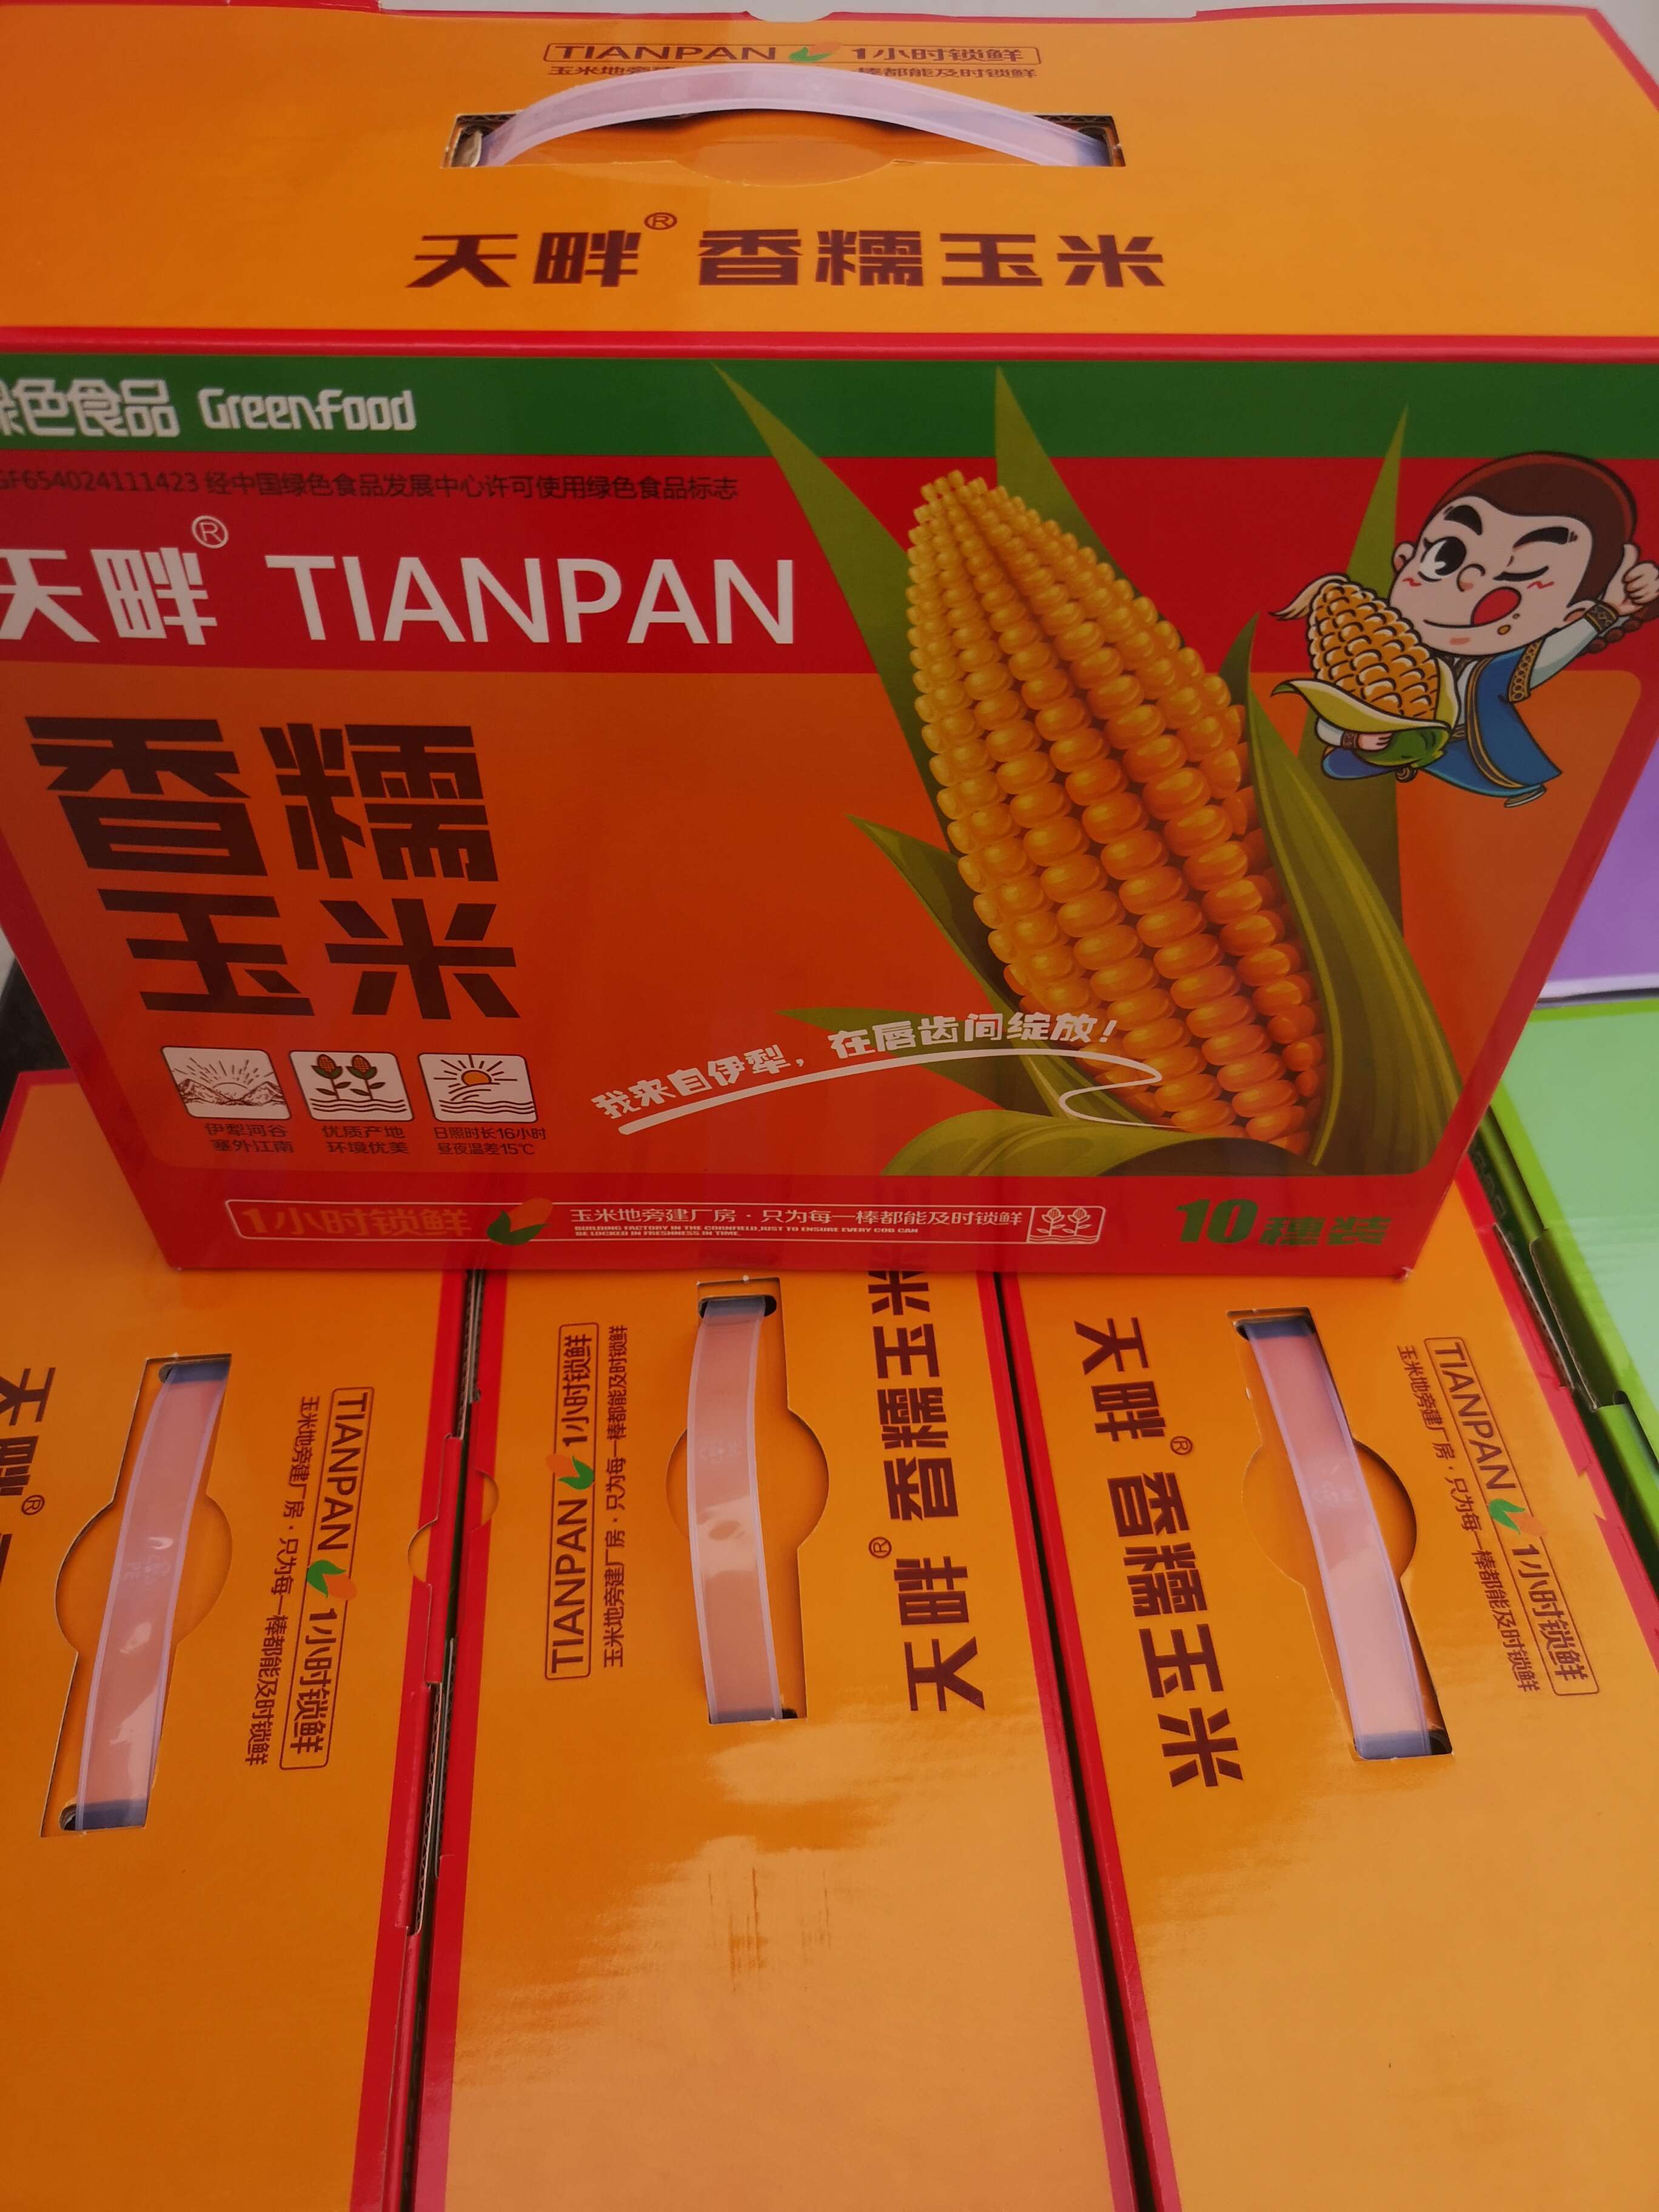 TIANPAN 1小时锁鲜
玉米地旁
棒都能及时锁鲜
天畔® 香糯玉米
绿色食品 Greenfood
GF654024111423 经中国绿色食品发展中心许可使用绿色食品标志
天畔® TIANPAN
香糯
玉米
我来自伊犁，在唇齿间绽放！
伊犁河谷
塞外江南
优质产地
环境优美
日照时长16小时
昼夜温差15℃
1小时锁鲜
玉米地旁建厂房·只为每一棒都能及时锁鲜
BUILDING FACTORY IN THE CORNFIELD,JUST TO ENSURE EVERY COB CAN
BE LOCKED IN FRESHNESS IN TIME.
10穗装
天畔®
TIANPAN 1小时锁鲜
玉米地旁建厂房·只为每一棒都能及时锁鲜
TIANPAN 1小时锁鲜
玉米地旁建厂房·只为每一棒都能及时锁鲜
天畔® 香糯玉米
天畔® 香糯玉米
TIANPAN 1小时锁鲜
玉米地旁建厂房·只为每一棒都能及时锁鲜